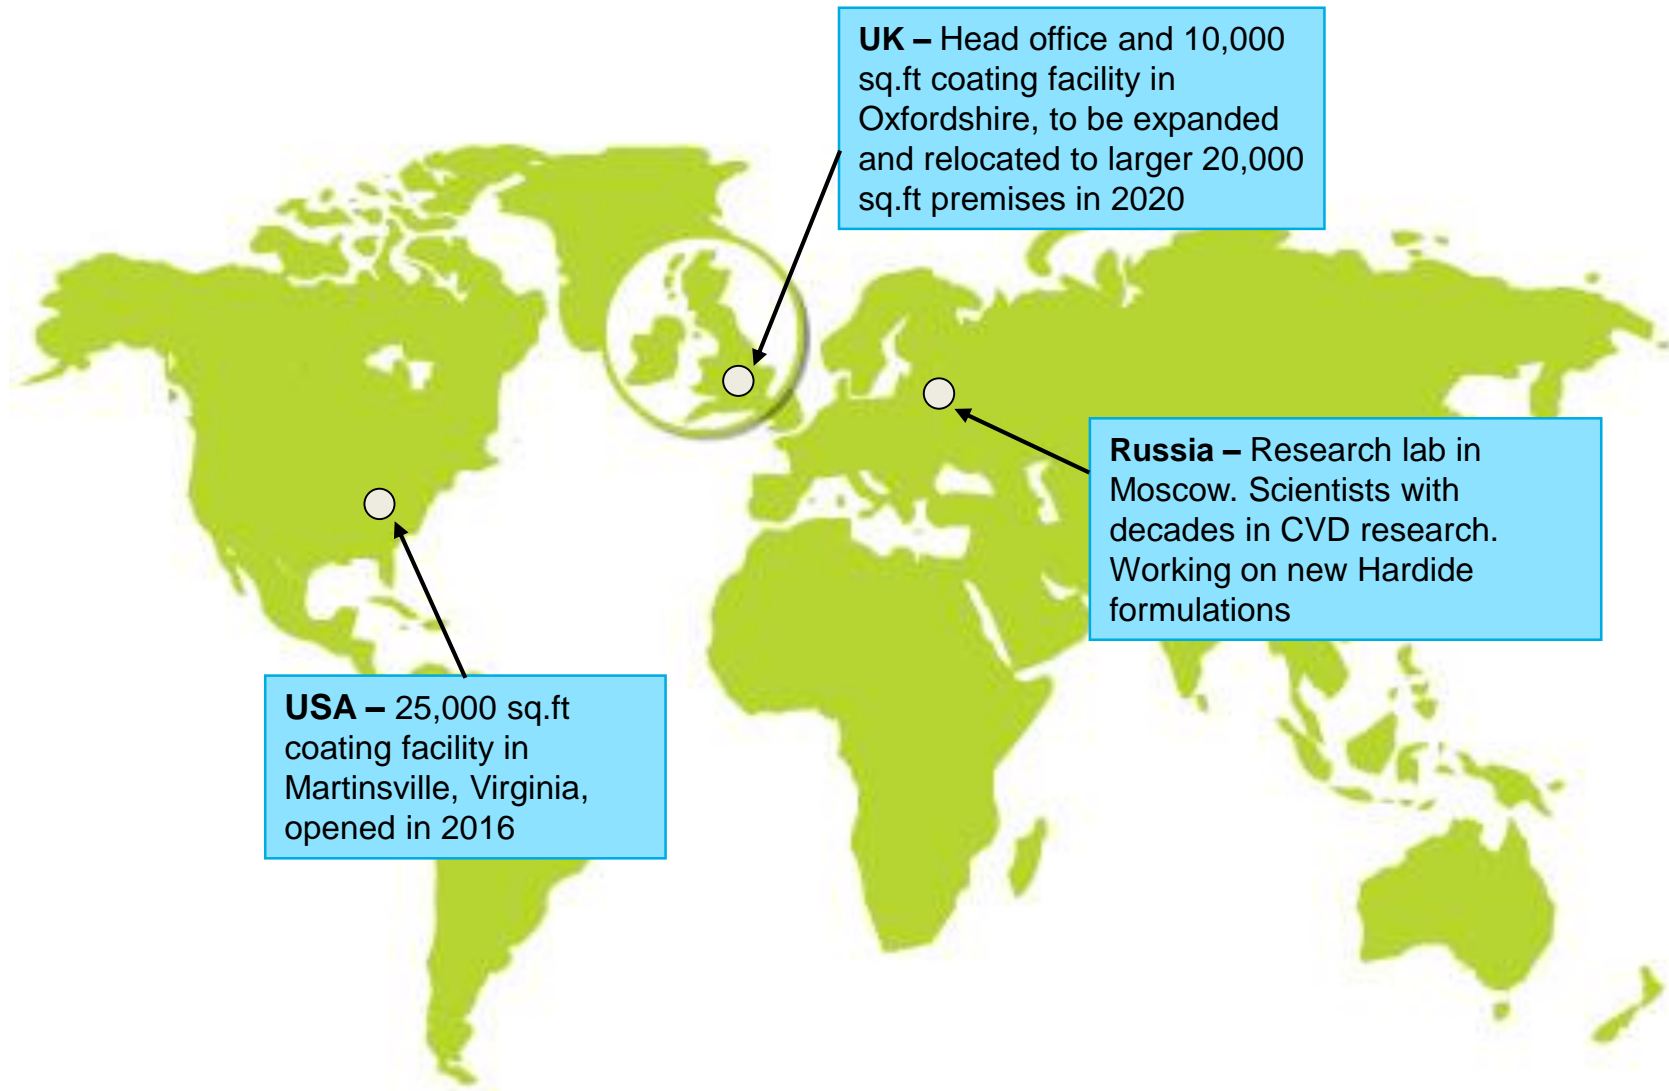 UK – Head office and 10,000
sq.ft coating facility in
Oxfordshire, to be expanded
and relocated to larger 20,000
sq.ft premises in 2020
Russia – Research lab in
Moscow. Scientists with
decades in CVD research.
Working on new Hardide
formulations
USA – 25,000 sq.ft
coating facility in
Martinsville, Virginia,
opened in 2016